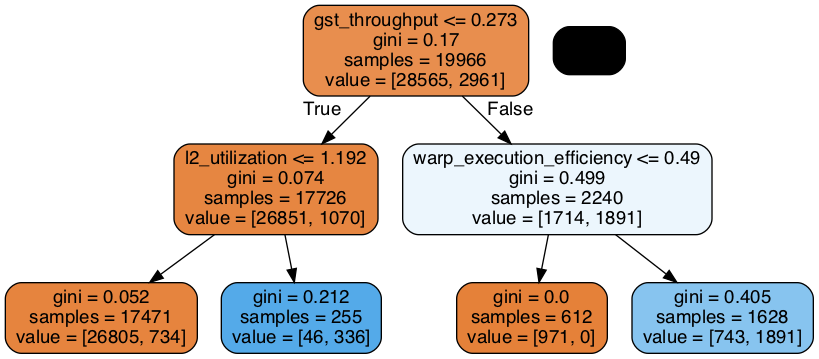 gst_throughput <= 0.273
gini = 0.17
samples = 19966
value = [28565, 2961]
True
False
l2_utilization <= 1.192
gini = 0.074
samples = 17726
value = [26851, 1070]
warp_execution_efficiency <= 0.49
gini = 0.499
samples = 2240
value = [1714, 1891]
gini = 0.052
samples = 17471
value = [26805, 734]
gini = 0.212
samples = 255
value = [46, 336]
gini = 0.0
samples = 612
value = [971, 0]
gini = 0.405
samples = 1628
value = [743, 1891]